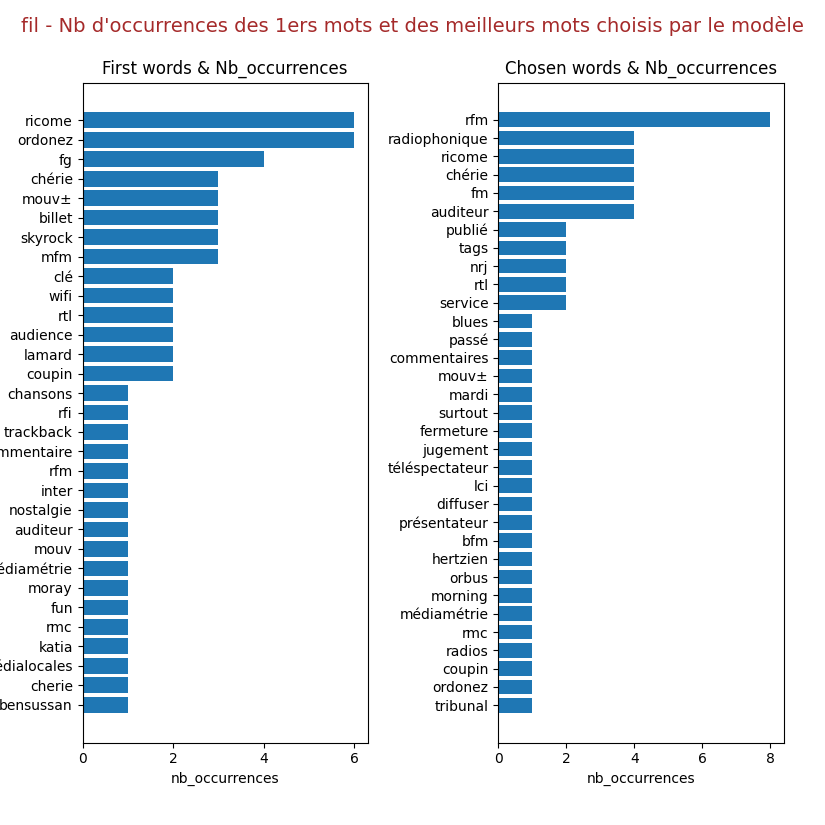 fil - Nb d'occurrences des 1ers mots et des meilleurs mots choisis par le modèle
First words & Nb_occurrences
ricome
ordonez
fg
chérie
mouv±
billet
skyrock
mfm
clé
wifi
rtl
audience
lamard
coupin
chansons
rfi
trackback
mmentaire
rfm
inter
nostalgie
auditeur
mouv
édiamétrie
moray
fun
rmc
katia
édialocales
cherie
bensussan
0 2 4 6
nb_occurrences
Chosen words & Nb_occurrences
rfm
radiophonique
ricome
chérie
fm
auditeur
publié
tags
nrj
rtl
service
blues
passé
commentaires
mouv±
mardi
surtout
fermeture
jugement
téléspectateur
lci
diffuser
présentateur
bfm
hertzien
orbus
morning
médiamétrie
rmc
radios
coupin
ordonez
tribunal
0 2 4 6 8
nb_occurrences